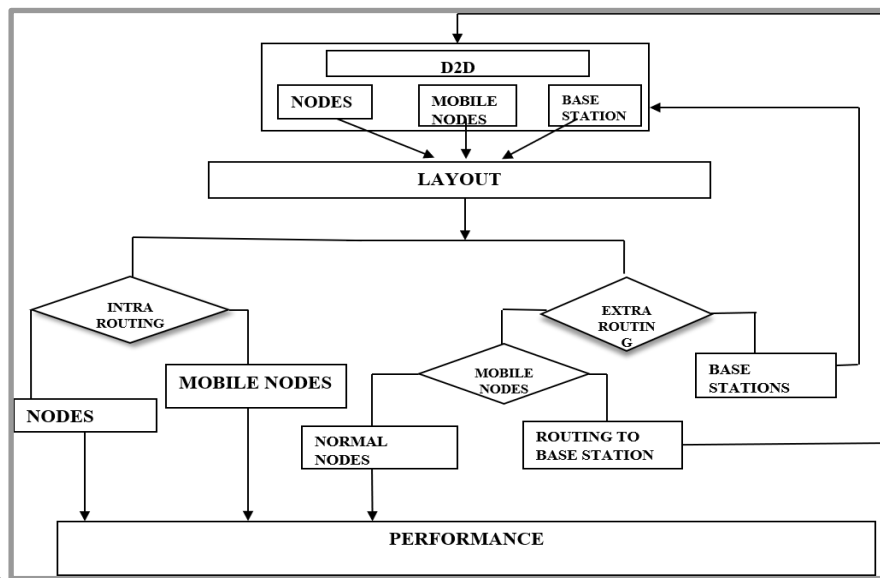 D2D
NODES
MOBILE
NODES
BASE
STATION
LAYOUT
INTRA
ROUTING
EXTRA
ROUTIN
G
MOBILE NODES
MOBILE
NODES
BASE
STATIONS
NODES
NORMAL
NODES
ROUTING TO
BASE STATION
PERFORMANCE